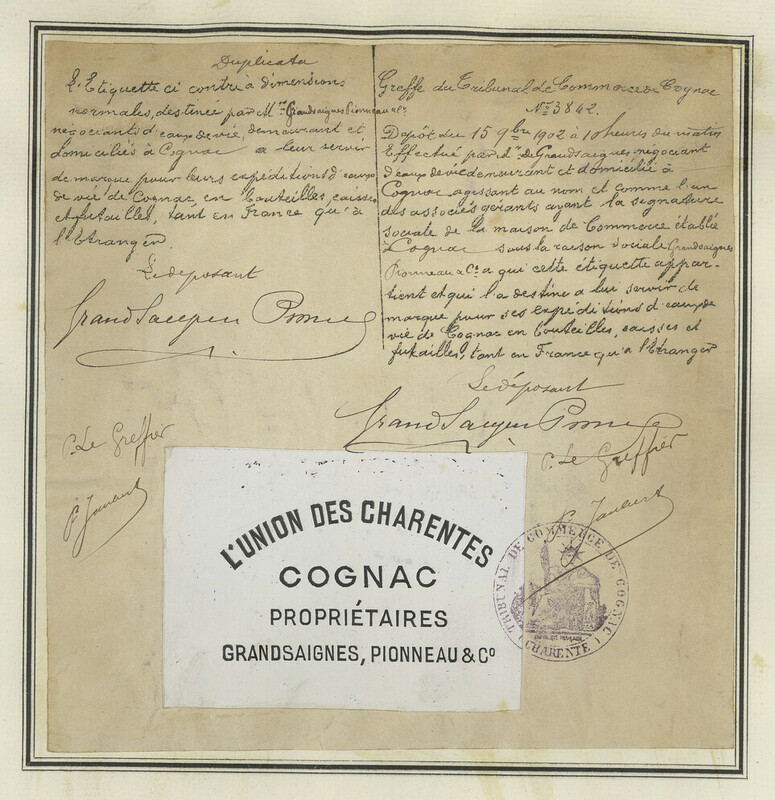 Duplicata
L'Etiquette ci contre à dimensions
normales, destinée par Mrs Grandsaignes Pionneau & Cie
négociants d'eaux de vie, demeurant et
domiciliés à Cognac a leur servir
de marque pour leurs expéditions d'eaux
de vie de Cognac, en bouteilles, caisses
et futailles, tant en France qu'à
l'Etranger.
Le deposant
Grandsaignes Pionneau
P. Le Greffier
Greffe du Tribunal de Commerce de Cognac
No 3842.
Dépôt du 15 9bre 1902 à 10 heures du matin
Effectué par de Grandsaignes négociant
d'eaux de vie demeurant et domicilié à
Cognac, agissant au nom et comme l'un
des associés gérants ayant la signature
sociale de la maison de Commerce établie
à Cognac sous la raison sociale Grandsaignes
Pionneau & Co a qui cette étiquette appar-
tient et qui l'a destine a lui servir de
marque pour ses expéditions d'eaux de
vie de Cognac en bouteilles, caisses et
futailles, tant en France qu'a l'Etranger
Le déposant
Grandsaignes Pionneau
P. Le Greffier
L'UNION DES CHARENTES
COGNAC
PROPRIÉTAIRES
GRANDSAIGNES, PIONNEAU & Co
TRIBUNAL DE COMMERCE DE COGNAC
(CHARENTE)